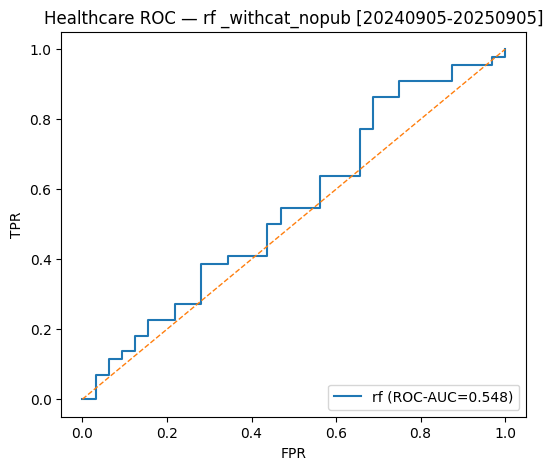 Healthcare ROC — rf _withcat_nopub [20240905-20250905]
1.0
0.8
0.6
0.4
0.2
0.0
TPR
0.0 0.2 0.4 0.6 0.8 1.0
FPR
rf (ROC-AUC=0.548)